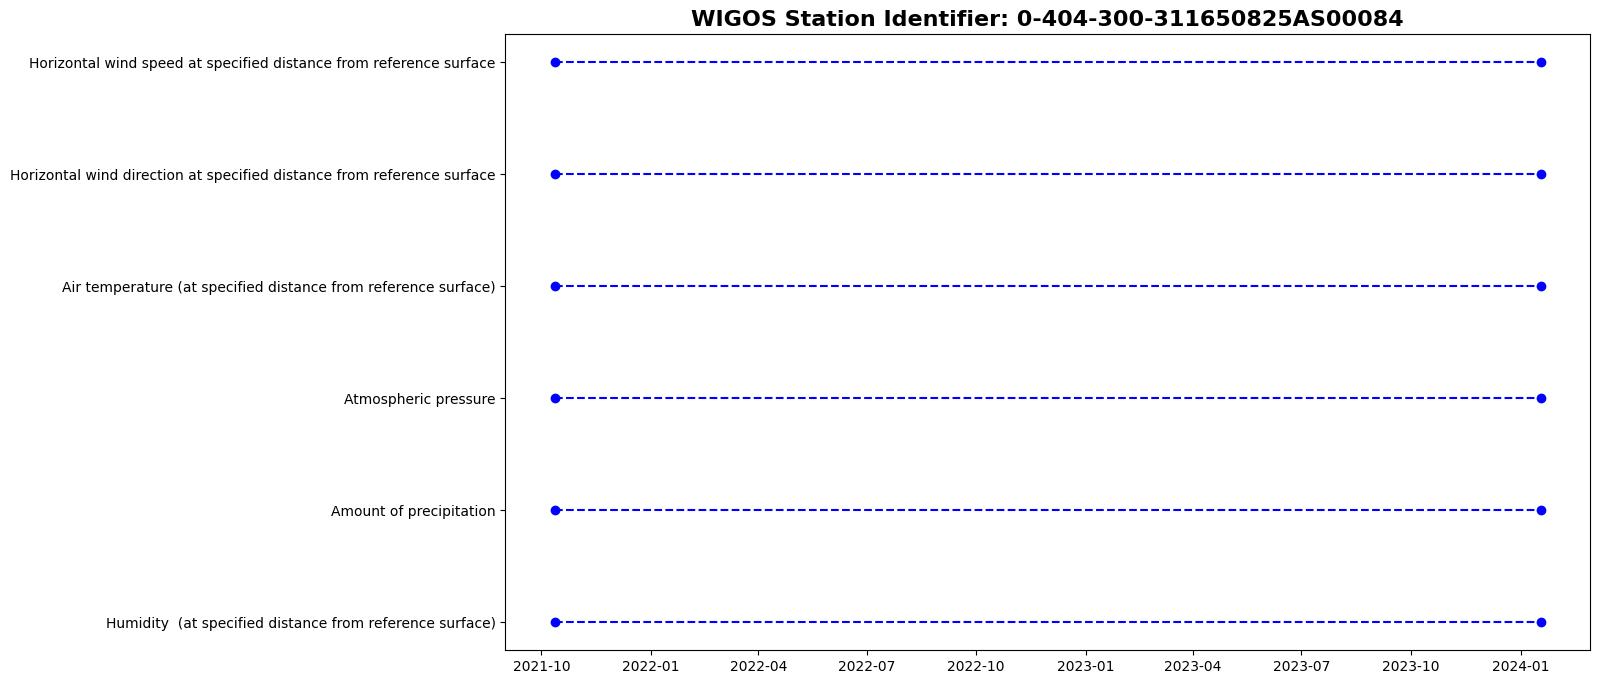 WIGOS Station Identifier: 0-404-300-311650825AS00084
Horizontal wind speed at specified distance from reference surface
Horizontal wind direction at specified distance from reference surface
Air temperature (at specified distance from reference surface)
Atmospheric pressure
Amount of precipitation
Humidity  (at specified distance from reference surface)
2021-10 2022-01 2022-04 2022-07 2022-10 2023-01 2023-04 2023-07 2023-10 2024-01